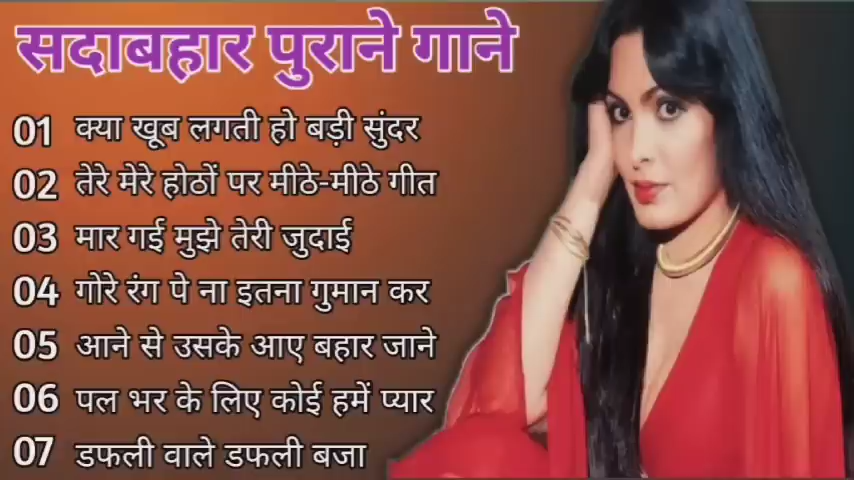 सदाबहार पुराने गाने
01 क्या खूब लगती हो बड़ी सुंदर
02 तेरे मेरे होठों पर मीठे-मीठे गीत
03 मार गई मुझे तेरी जुदाई
04 गोरे रंग पे ना इतना गुमान कर
05 आने से उसके आए बहार जाने
06 पल भर के लिए कोई हमें प्यार
07 डफली वाले डफली बजा